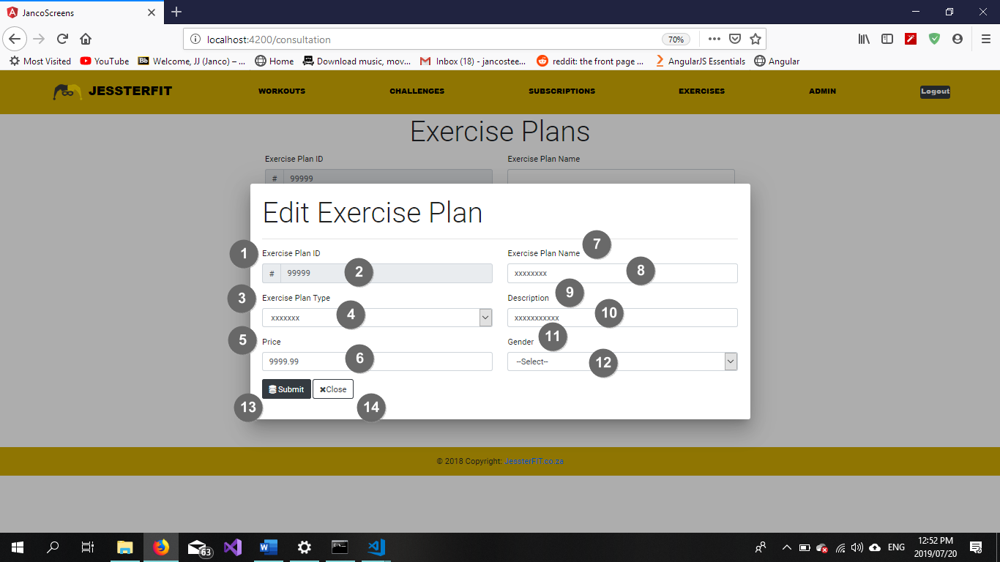 JancoScreens
localhost:4200/consultation
70%
Most Visited YouTube Welcome, JJ (Janco) – ... Home Download music, mov... Inbox (18) - jancostee... reddit: the front page ... AngularJS Essentials Angular
JESSTERFIT WORKOUTS CHALLENGES SUBSCRIPTIONS EXERCISES ADMIN Logout
Exercise Plans
Exercise Plan ID Exercise Plan Name
# 99999
Edit Exercise Plan
1 Exercise Plan ID Exercise Plan Name 7
# 99999 2 xxxxxxxx 8
3 Exercise Plan Type Description 9
xxxxxxx 4 xxxxxxxxxxx 10
5 Price Gender 11
9999.99 6 --Select-- 12
Submit Close
13 14
© 2018 Copyright: JessterFIT.co.za
Bb
63
ENG
12:52 PM
2019/07/20